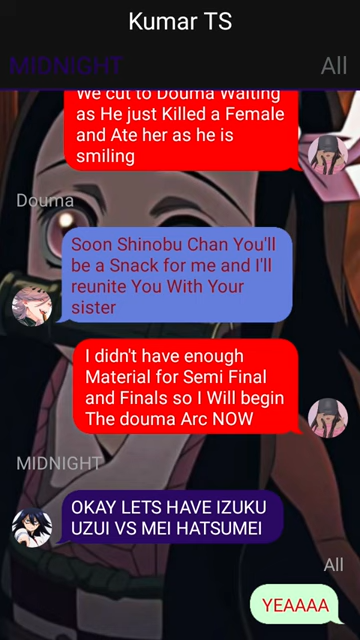 Kumar TS
MIDNIGHT
All
We cut to Douma Waiting
as He just Killed a Female
and Ate her as he is
smiling
Douma
Soon Shinobu Chan You'll
be a Snack for me and I'll
reunite You With Your
sister
I didn't have enough
Material for Semi Final
and Finals so I Will begin
The douma Arc NOW
MIDNIGHT
OKAY LETS HAVE IZUKU
UZUI VS MEI HATSUMEI
All
YEAAAA